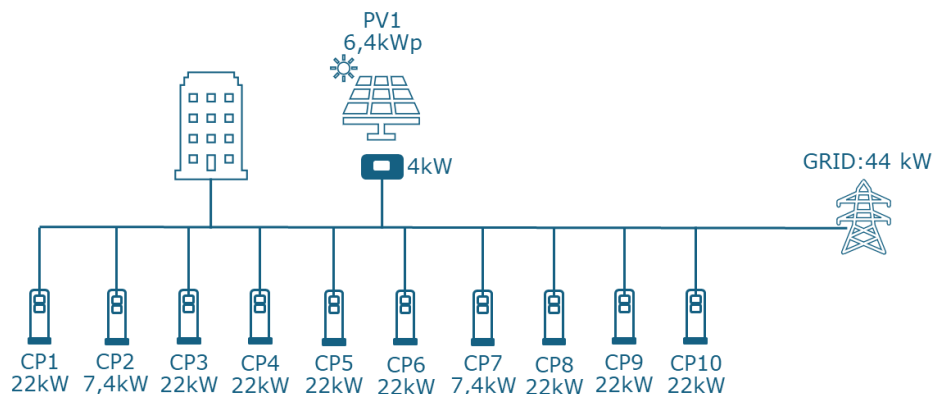 PV1
6,4kWp
4kW
GRID:44 kW
CP1
22kW
CP2
7,4kW
CP3
22kW
CP4
22kW
CP5
22kW
CP6
22kW
CP7
7,4kW
CP8
22kW
CP9
22kW
CP10
22kW